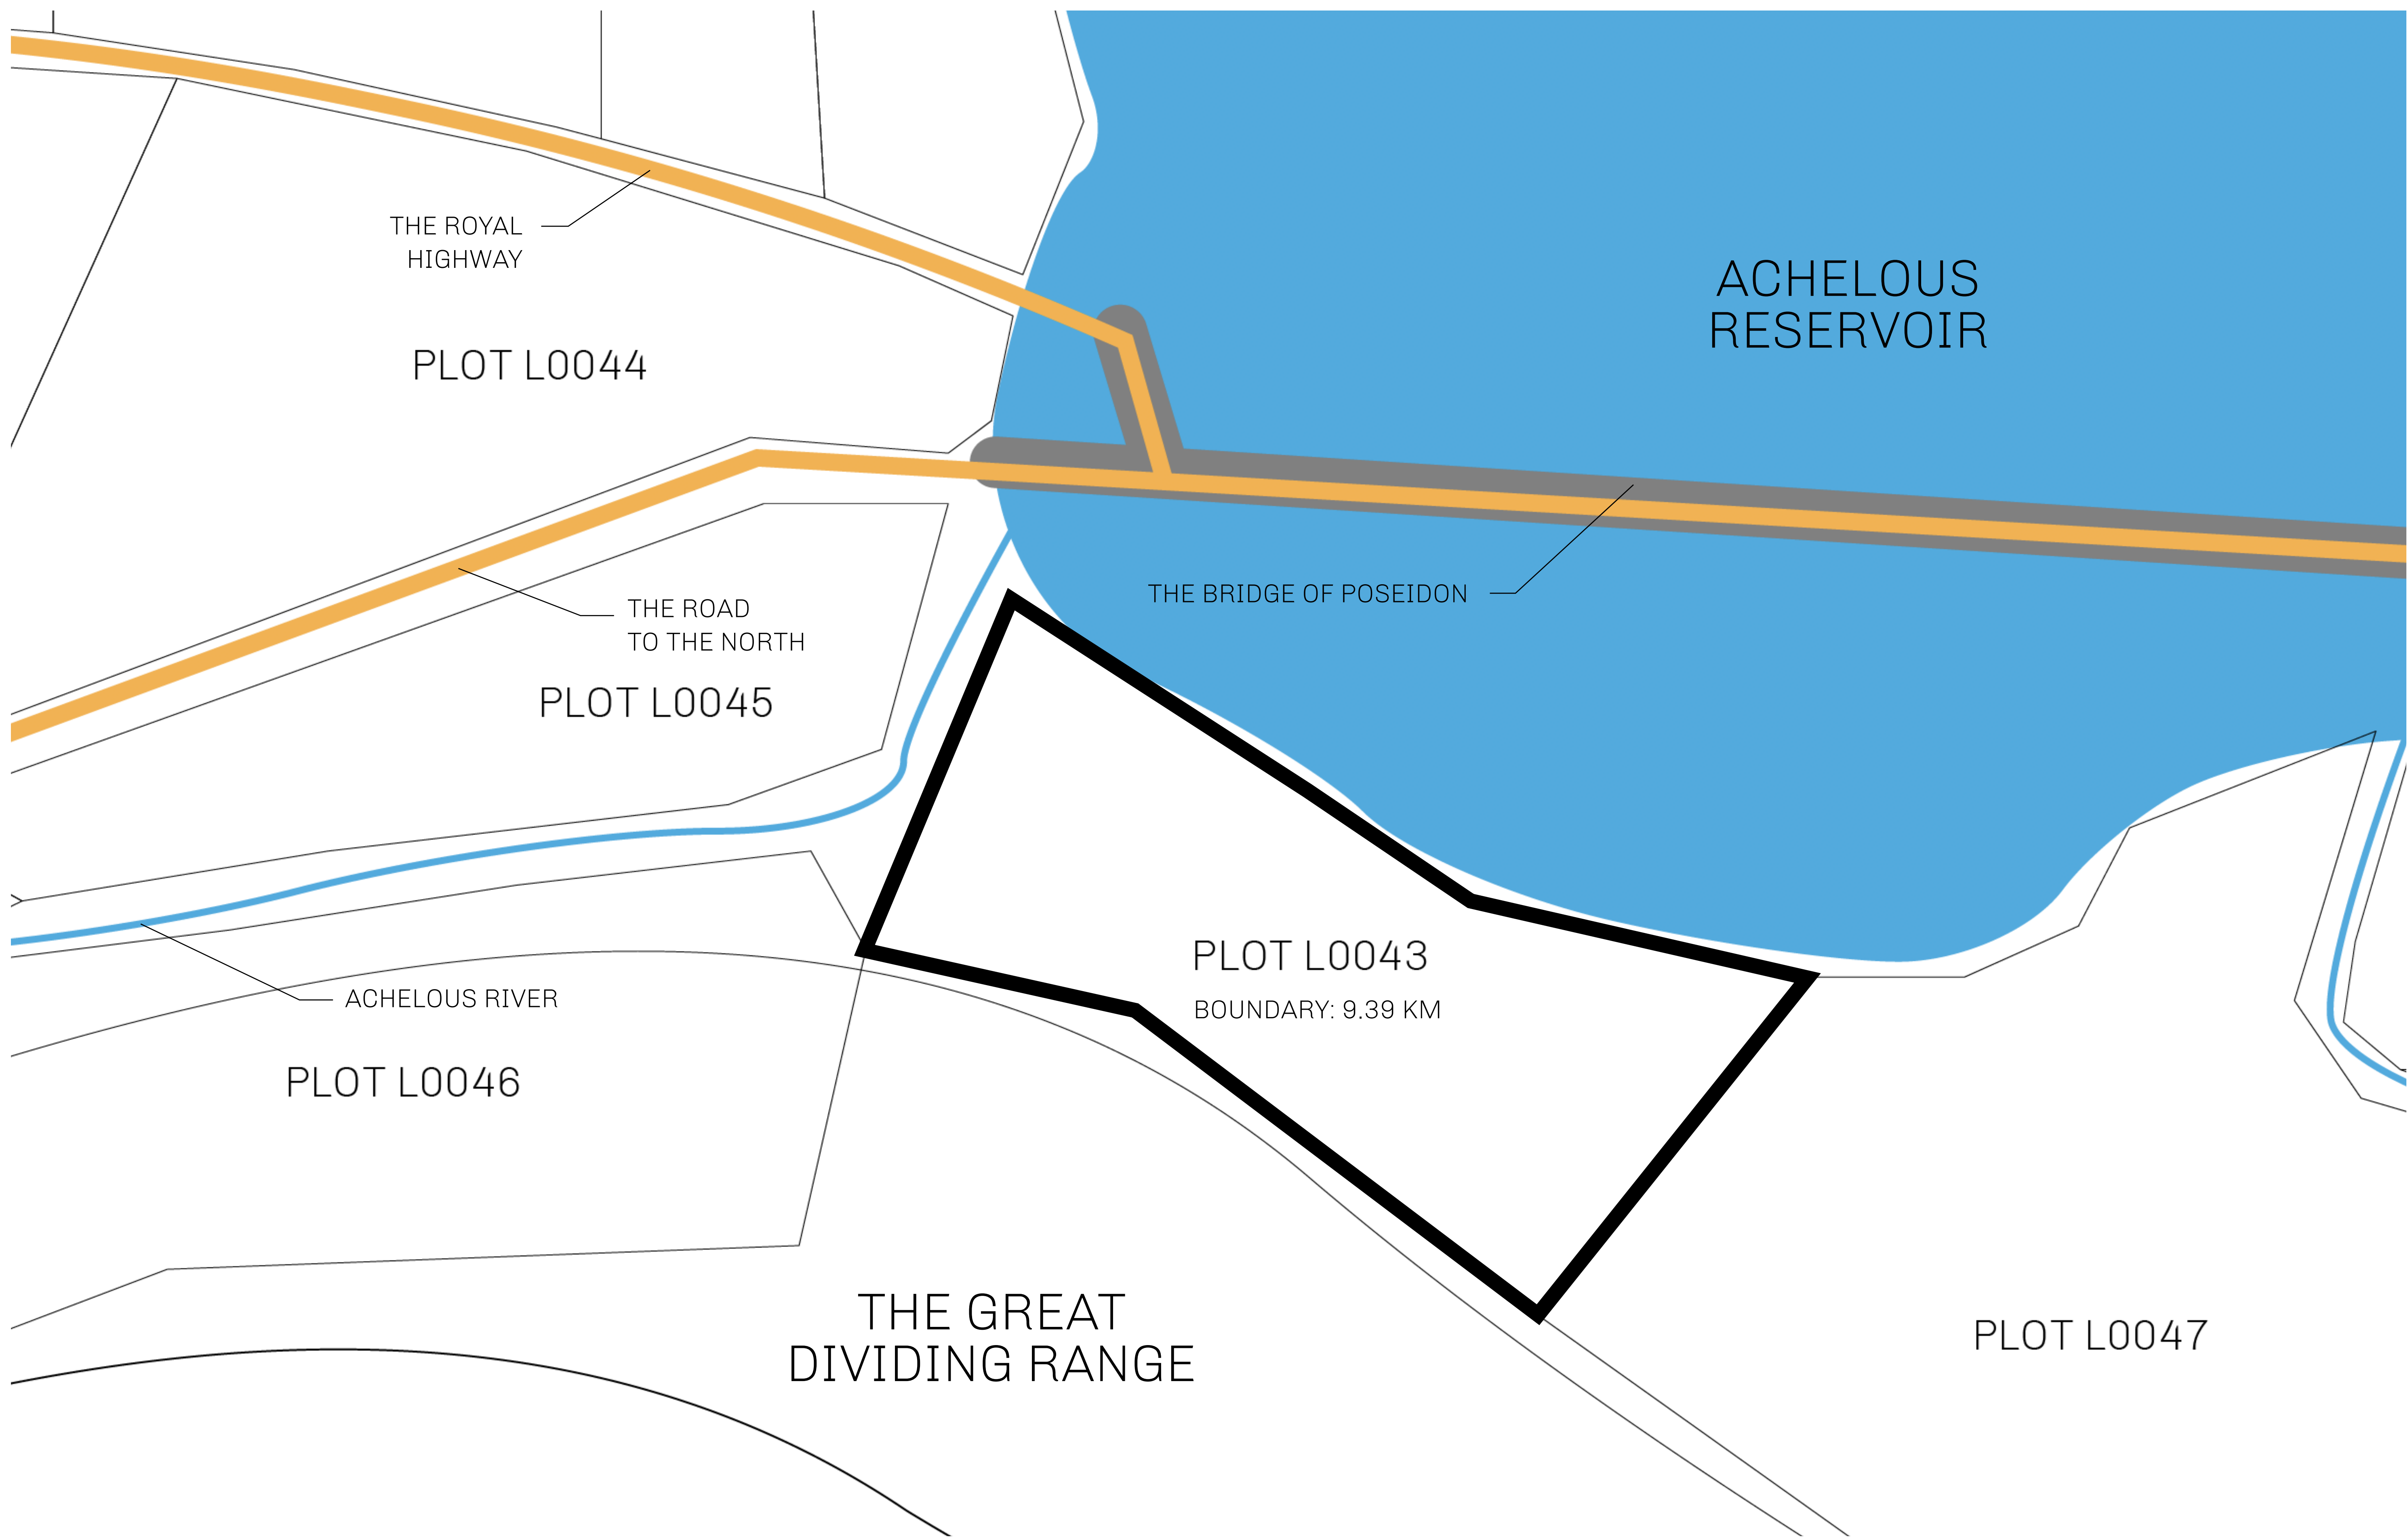 THE ROYAL
HIGHWAY
ACHELOUS
RESERVOIR
PLOT L0044
THE BRIDGE OF POSEIDON
THE ROAD
TO THE NORTH
PLOT L0045
PLOT L0043
BOUNDARY: 9.39 KM
ACHELOUS RIVER
PLOT L0046
THE GREAT
DIVIDING RANGE
PLOT L0047